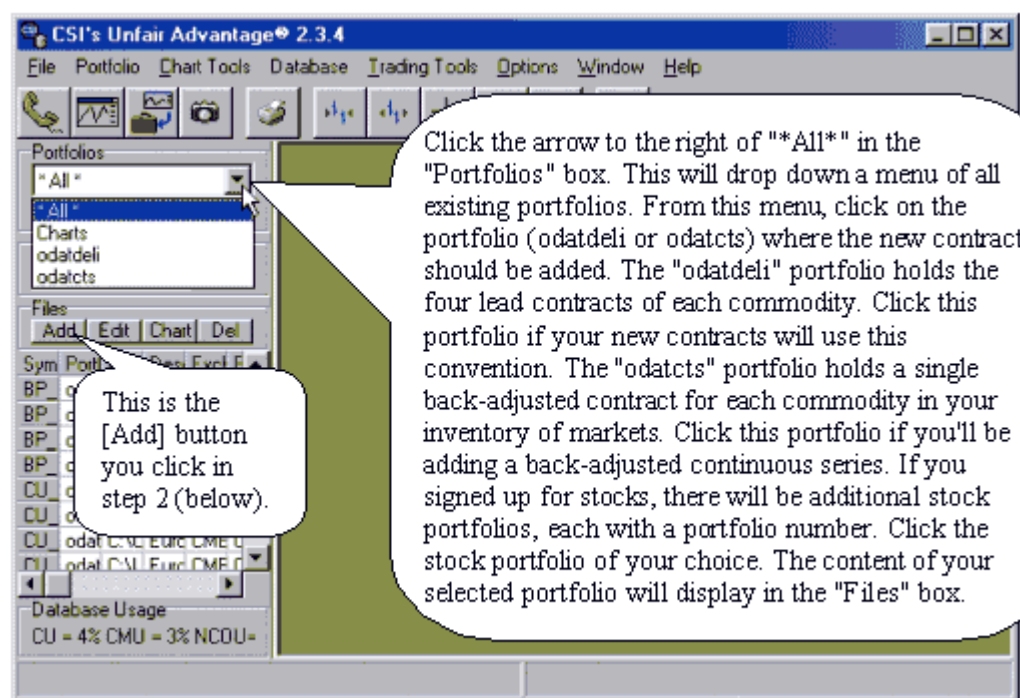 CSI's Unfair Advantage® 2.3.4
File Portfolio Chart Tools Database Trading Tools Options Window Help
Portfolios
*All*
*All*
Charts
odatdeli
odatcts
Files
Add Edit Chart Del
Sym
Excl
BP_
BP_
BP_
BP_
CU_
CU_
CU_ odat C:\U Euro CME
CU_ odat C:\U Euro CME
Database Usage
CU = 4% CMU = 3% NCOU=
This is the
[Add] button
you click in
step 2 (below).
Click the arrow to the right of "*All*" in the
"Portfolios" box. This will drop down a menu of all
existing portfolios. From this menu, click on the
portfolio (odatdeli or odatcts) where the new contract
should be added. The "odatdeli" portfolio holds the
four lead contracts of each commodity. Click this
portfolio if your new contracts will use this
convention. The "odatcts" portfolio holds a single
back-adjusted contract for each commodity in your
inventory of markets. Click this portfolio if you'll be
adding a back-adjusted continuous series. If you
signed up for stocks, there will be additional stock
portfolios, each with a portfolio number. Click the
stock portfolio of your choice. The content of your
selected portfolio will display in the "Files" box.